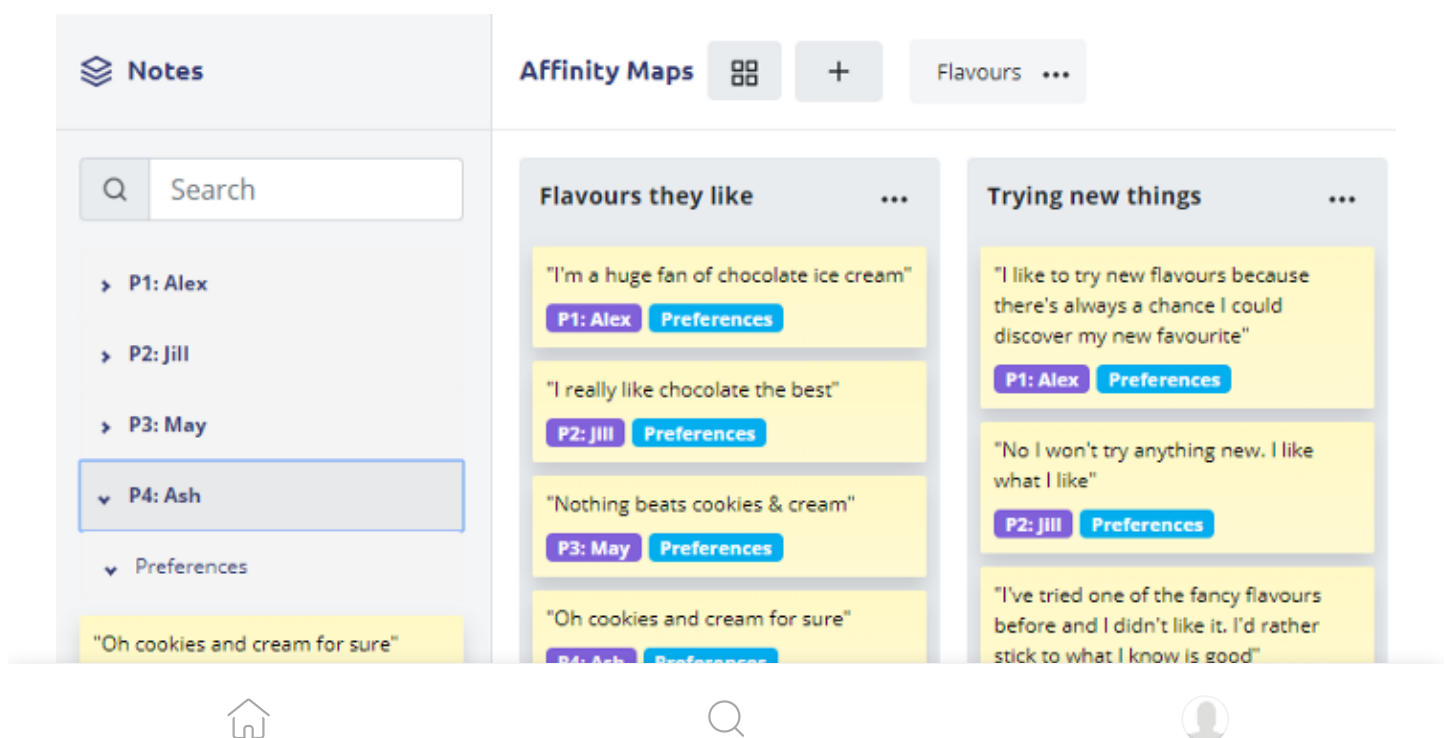 Notes
Affinity Maps
+
Flavours •••
Search
P1: Alex
P2: Jill
P3: May
P4: Ash
Preferences
"Oh cookies and cream for sure"
Flavours they like •••
"I'm a huge fan of chocolate ice cream"
P1: Alex Preferences
"I really like chocolate the best"
P2: Jill Preferences
"Nothing beats cookies & cream"
P3: May Preferences
"Oh cookies and cream for sure"
P4: Ash Preferences
Trying new things •••
"I like to try new flavours because
there's always a chance I could
discover my new favourite"
P1: Alex Preferences
"No I won't try anything new. I like
what I like"
P2: Jill Preferences
"I've tried one of the fancy flavours
before and I didn't like it. I'd rather
stick to what I know is good"